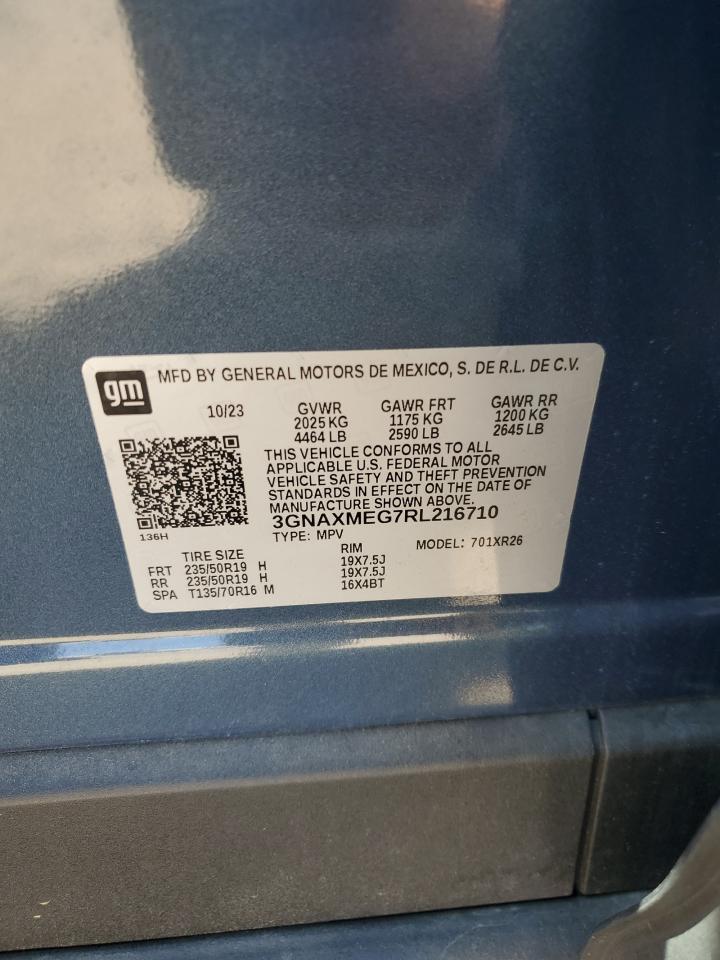 gm
MFD BY GENERAL MOTORS DE MEXICO, S. DE R.L. DE C.V.
10/23 GVWR GAWR FRT GAWR RR
2025 KG 1175 KG 1200 KG
4464 LB 2590 LB 2645 LB
THIS VEHICLE CONFORMS TO ALL
APPLICABLE U.S. FEDERAL MOTOR
VEHICLE SAFETY AND THEFT PREVENTION
STANDARDS IN EFFECT ON THE DATE OF
MANUFACTURE SHOWN ABOVE.
3GNAXMEG7RL216710
136H
TYPE: MPV MODEL: 701XR26
TIRE SIZE RIM
FRT 235/50R19 H 19X7.5J
RR 235/50R19 H 19X7.5J
SPA T135/70R16 M 16X4BT